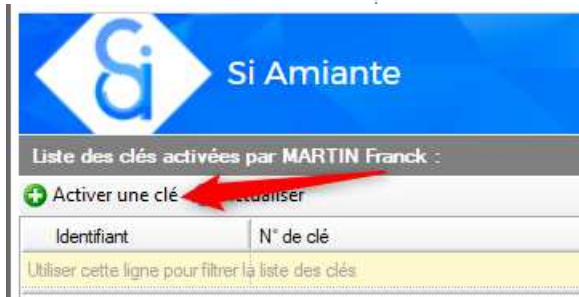 Si Amiante
Liste des clés activées par MARTIN Franck :
Activer une clé
Identifiant N° de clé
Utiliser cette ligne pour filtrer la liste des clés